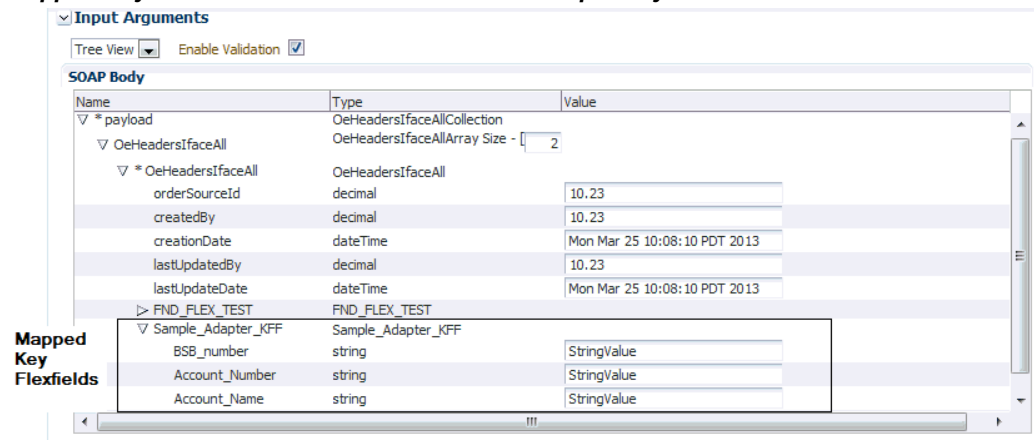 Input Arguments
Tree View Enable Validation
SOAP Body
Name Type Value
* payload OeHeadersIfaceAllCollection
OeHeadersIfaceAll OeHeadersIfaceAllArray Size - [ 2
* OeHeadersIfaceAll OeHeadersIfaceAll
orderSourceId decimal 10.23
createdBy decimal 10.23
creationDate dateTime Mon Mar 25 10:08:10 PDT 2013
lastUpdatedBy decimal 10.23
lastUpdateDate dateTime Mon Mar 25 10:08:10 PDT 2013
FND_FLEX_TEST FND_FLEX_TEST
Sample_Adapter_KFF Sample_Adapter_KFF
BSB_number string StringValue
Account_Number string StringValue
Account_Name string StringValue
Mapped
Key
Flexfields